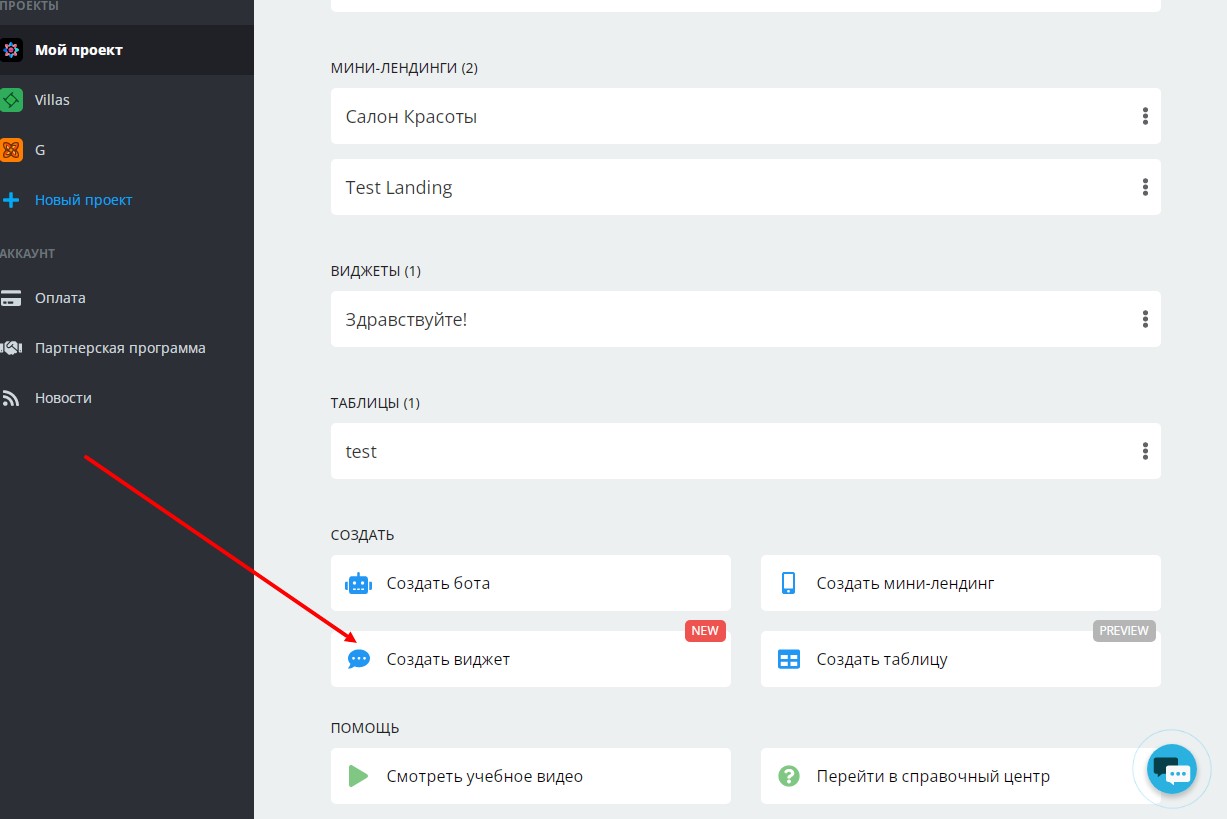 ПРОЕКТЫ
Мой проект
Villas
G
Новый проект
АККАУНТ
Оплата
Партнерская программа
Новости
МИНИ-ЛЕНДИНГИ (2)
Салон Красоты
Test Landing
ВИДЖЕТЫ (1)
Здравствуйте!
ТАБЛИЦЫ (1)
test
СОЗДАТЬ
Создать бота
Создать мини-лендинг
NEW
Создать виджет
PREVIEW
Создать таблицу
ПОМОЩЬ
Смотреть учебное видео
Перейти в справочный центр